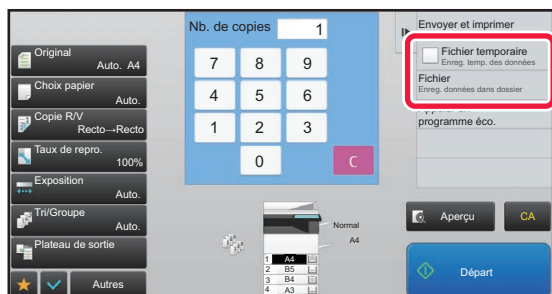 Original
Auto. A4
Choix papier
Auto.
Copie R/V
Recto→Recto
Taux de repro.
100%
Exposition
Auto.
Tri/Groupe
Auto.
Plateau de sortie
Autres
Nb. de copies 1
7 8 9
4 5 6
1 2 3
0 C
Normal
A4
1 A4
2 B5
3 B4
4 A3
Envoyer et imprimer
Fichier temporaire
Enreg. temp. des données
Fichier
Enreg. données dans dossier
programme éco.
Aperçu CA
Départ